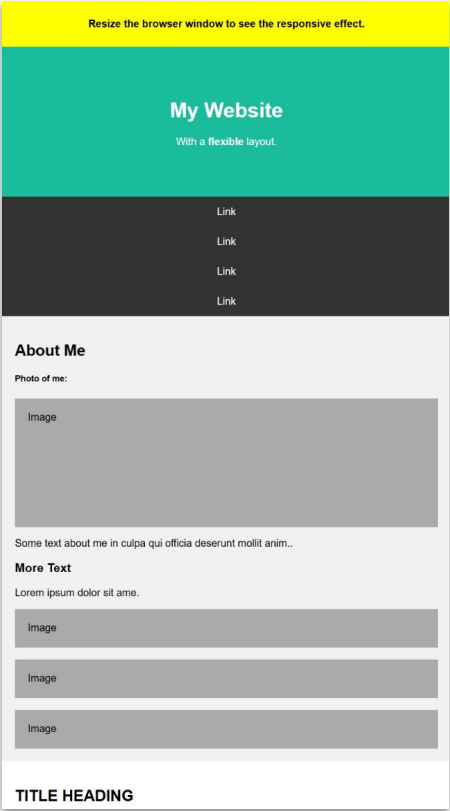 Resize the browser window to see the responsive effect.
My Website
With a flexible layout.
Link
Link
Link
Link
About Me
Photo of me:
Image
Some text about me in culpa qui officia deserunt mollit anim..
More Text
Lorem ipsum dolor sit ame.
Image
Image
Image
TITLE HEADING